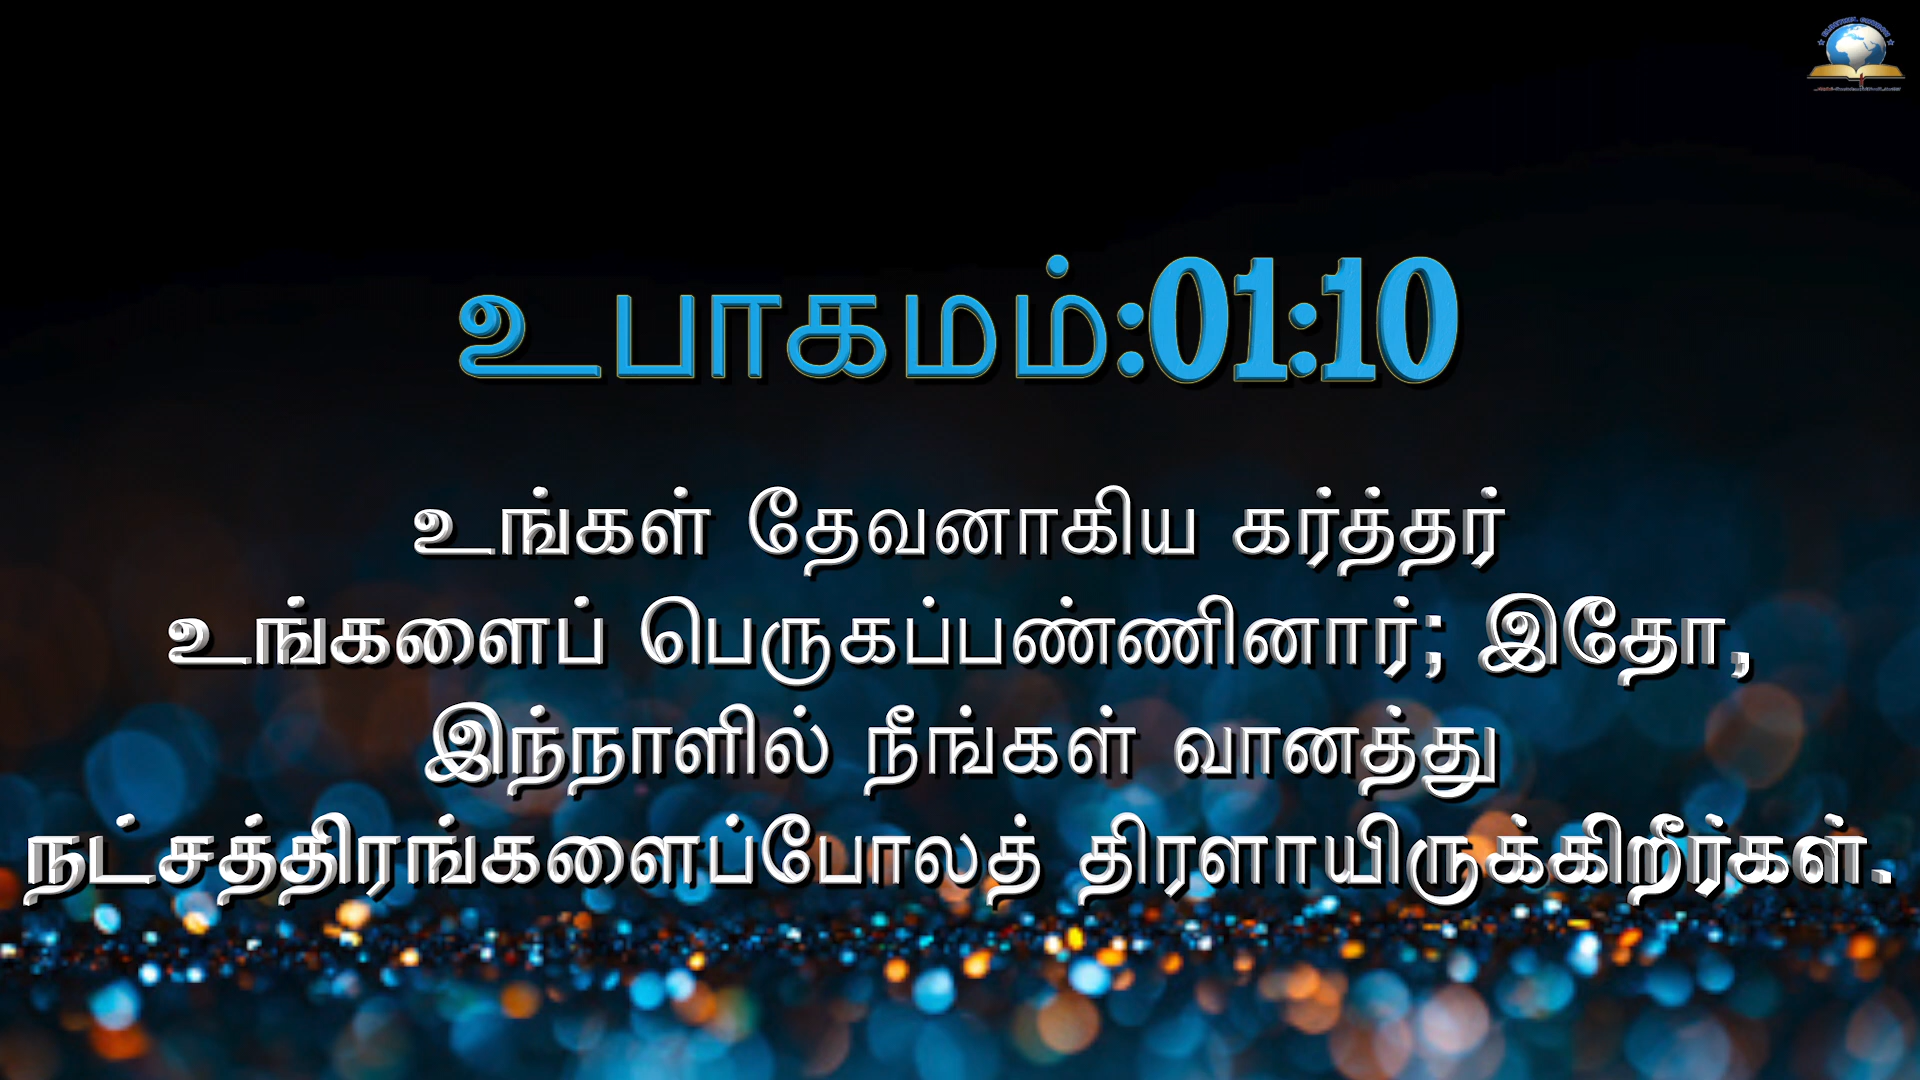 உபாகமம்:01:10
உங்கள் தேவனாகிய கர்த்தர்
உங்களைப் பெருகப்பண்ணினார்; இதோ,
இந்நாளில் நீங்கள் வானத்து
நட்சத்திரங்களைப்போலத் திரளாயிருக்கிறீர்கள்.